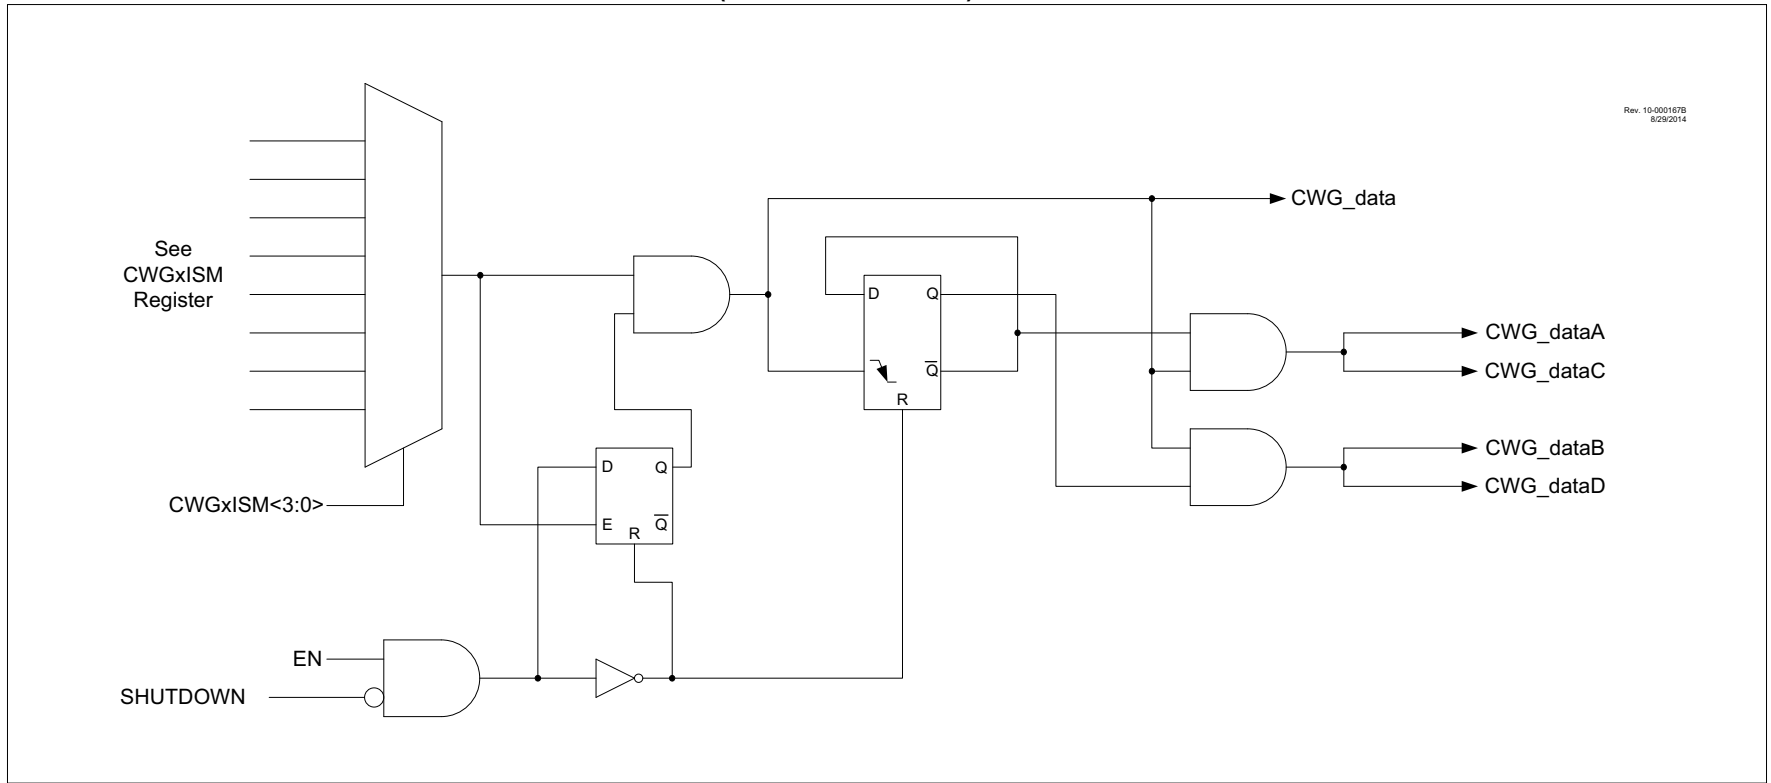 Rev. 10-000167B
8/29/2014
CWG_data
See
CWGxISM
Register
D
Q
Q
R
CWG_dataA
CWG_dataC
CWG_dataB
CWG_dataD
D
Q
E
Q
R
CWGxISM<3:0>
EN
SHUTDOWN